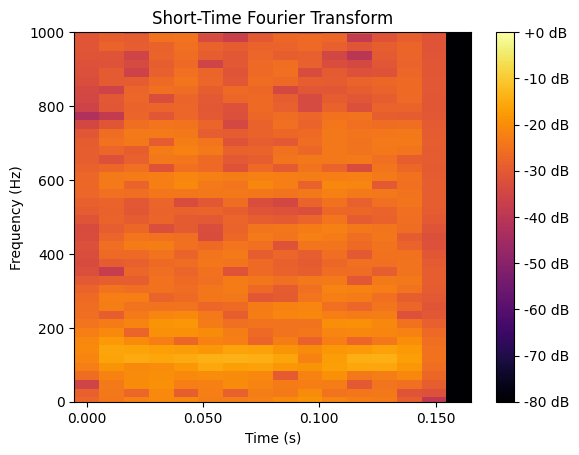 Short-Time Fourier Transform
1000
800
600
400
200
0
Frequency (Hz)
0.000
0.050
0.100
0.150
Time (s)
+0 dB
-10 dB
-20 dB
-30 dB
-40 dB
-50 dB
-60 dB
-70 dB
-80 dB